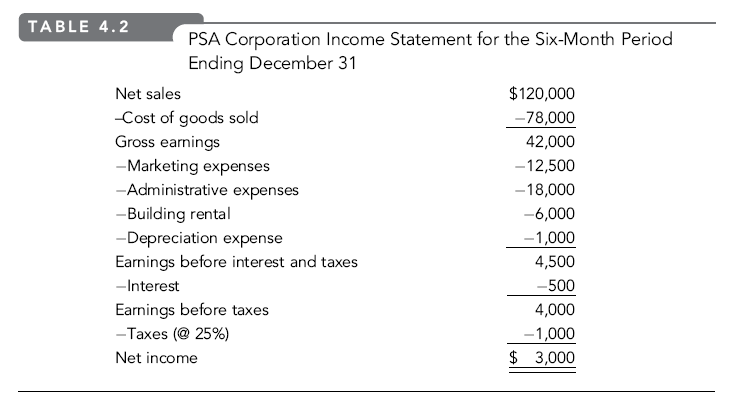 TABLE 4.2
PSA Corporation Income Statement for the Six-Month Period
Ending December 31
Net sales $120,000
–Cost of goods sold –78,000
Gross earnings 42,000
–Marketing expenses –12,500
–Administrative expenses –18,000
–Building rental –6,000
–Depreciation expense –1,000
Earnings before interest and taxes 4,500
–Interest –500
Earnings before taxes 4,000
–Taxes (@ 25%) –1,000
Net income $ 3,000